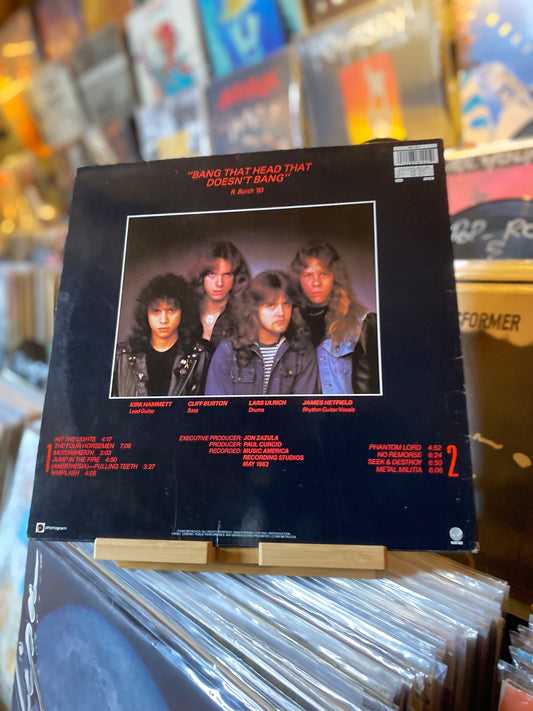 "BANG THAT HEAD THAT
DOESN'T BANG"
R. Burch '83
KIRK HAMMETT
Lead Guitar
CLIFF BURTON
Bass
LARS ULRICH
Drums
JAMES HETFIELD
Rhythm Guitar/Vocals
1
HIT THE LIGHTS 4:17
THE FOUR HORSEMEN 7:08
MOTORBREATH 3:03
JUMP IN THE FIRE 4:50
(ANESTHESIA)—PULLING TEETH 3:27
WHIPLASH 4:06
EXECUTIVE PRODUCER: JON ZAZULA
PRODUCER: PAUL CURCIO
RECORDED: MUSIC AMERICA
RECORDING STUDIOS
MAY 1983
PHANTOM LORD 4:52
NO REMORSE 6:24
SEEK & DESTROY 6:50
METAL MILITIA 6:06
2
phonogram
FORMER